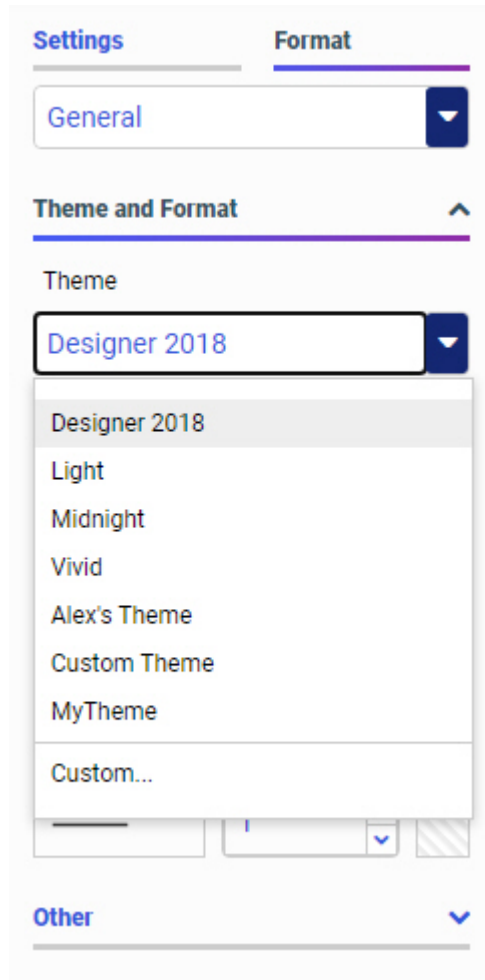 Settings Format
General
Theme and Format
Theme
Designer 2018
Designer 2018
Light
Midnight
Vivid
Alex's Theme
Custom Theme
MyTheme
Custom...
Other